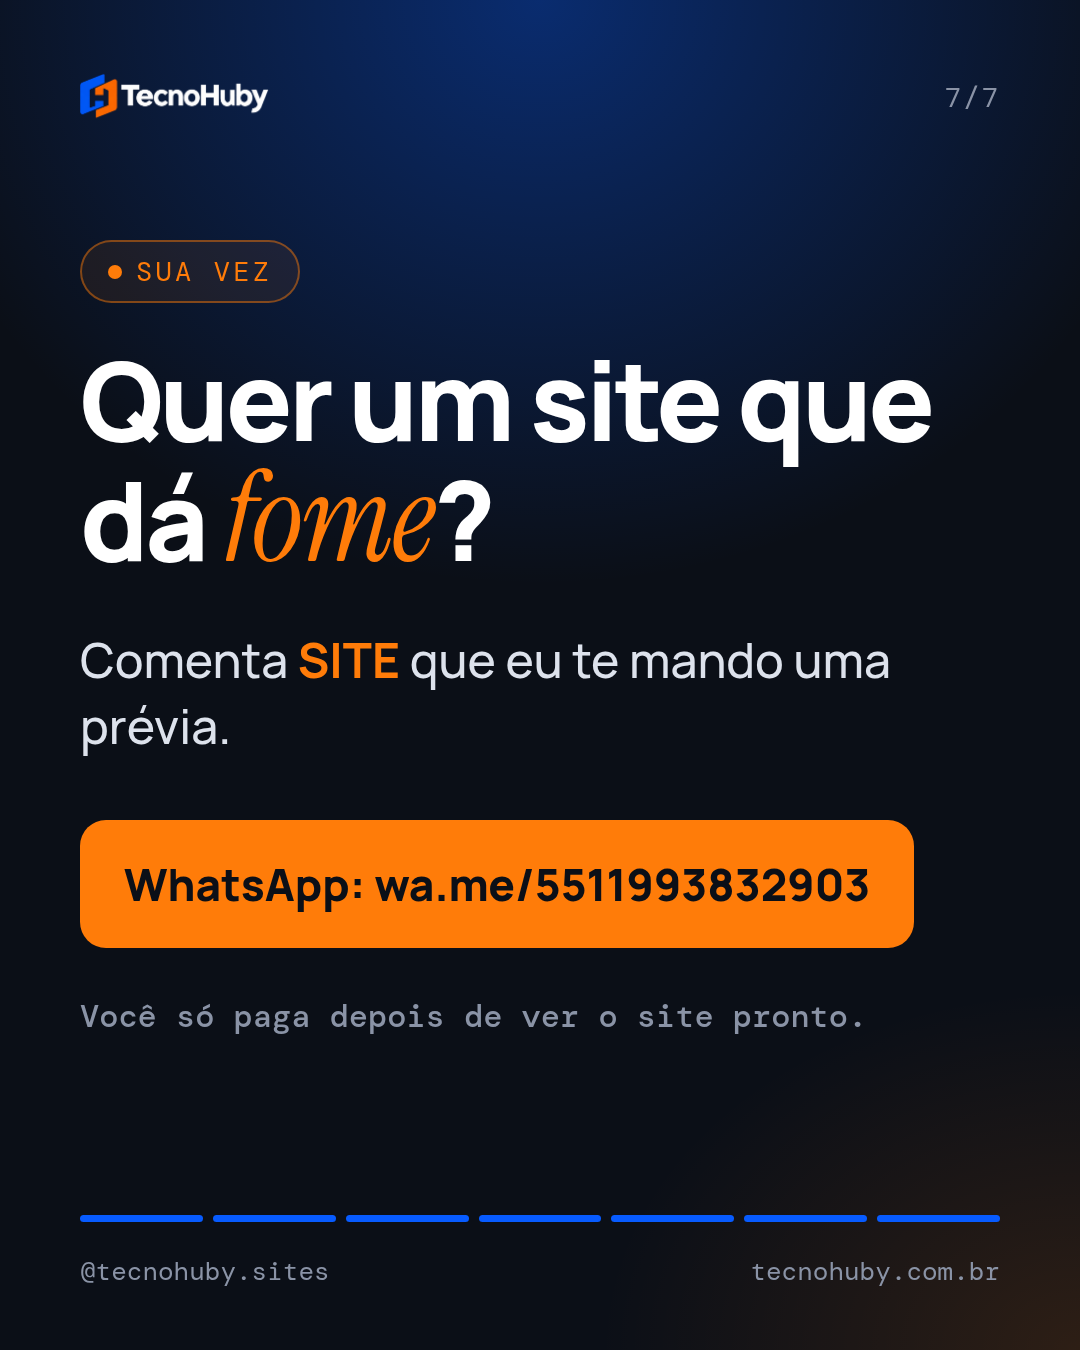 TecnoHuby
7/7
SUA VEZ
Quer um site que
dá fome?
Comenta SITE que eu te mando uma
prévia.
WhatsApp: wa.me/5511993832903
Você só paga depois de ver o site pronto.
@tecnohuby.sites
tecnohuby.com.br